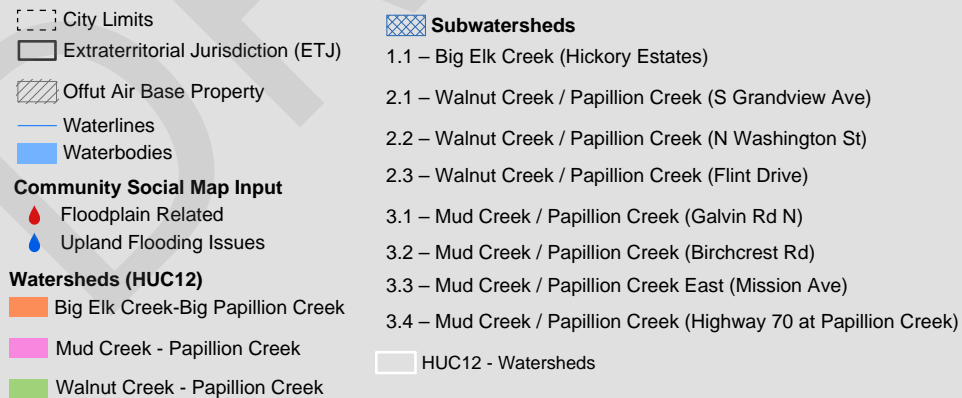 City Limits
Extraterritorial Jurisdiction (ETJ)
Offut Air Base Property
Waterlines
Waterbodies
Community Social Map Input
Floodplain Related
Upland Flooding Issues
Watersheds (HUC12)
Big Elk Creek-Big Papillion Creek
Mud Creek - Papillion Creek
Walnut Creek - Papillion Creek
Subwatersheds
1.1 – Big Elk Creek (Hickory Estates)
2.1 – Walnut Creek / Papillion Creek (S Grandview Ave)
2.2 – Walnut Creek / Papillion Creek (N Washington St)
2.3 – Walnut Creek / Papillion Creek (Flint Drive)
3.1 – Mud Creek / Papillion Creek (Galvin Rd N)
3.2 – Mud Creek / Papillion Creek (Birchcrest Rd)
3.3 – Mud Creek / Papillion Creek East (Mission Ave)
3.4 – Mud Creek / Papillion Creek (Highway 70 at Papillion Creek)
HUC12 - Watersheds